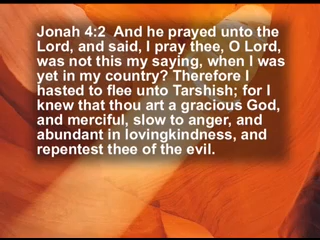 Jonah 4:2  And he prayed unto the
Lord, and said, I pray thee, O Lord,
was not this my saying, when I was
yet in my country? Therefore I
hasted to flee unto Tarshish; for I
knew that thou art a gracious God,
and merciful, slow to anger, and
abundant in lovingkindness, and
repentest thee of the evil.